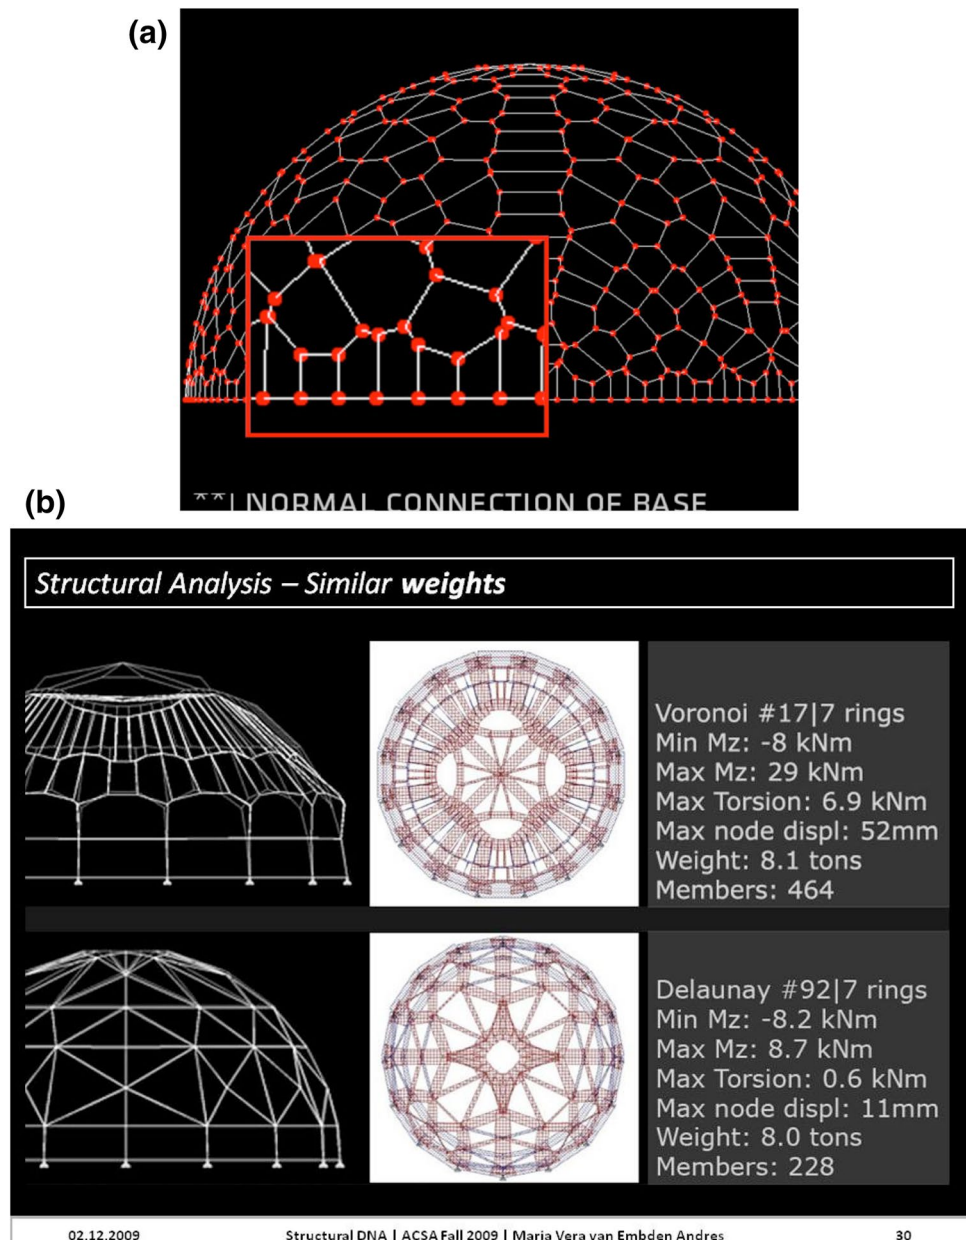 (a)
**| NORMAL CONNECTION OF BASE
(b)
Structural Analysis – Similar weights
Voronoi #17|7 rings
Min Mz: -8 kNm
Max Mz: 29 kNm
Max Torsion: 6.9 kNm
Max node displ: 52mm
Weight: 8.1 tons
Members: 464
Delaunay #92|7 rings
Min Mz: -8.2 kNm
Max Mz: 8.7 kNm
Max Torsion: 0.6 kNm
Max node displ: 11mm
Weight: 8.0 tons
Members: 228
02.12.2009 Structural DNA | ACSA Fall 2009 | Maria Vera van Embden Andres 30